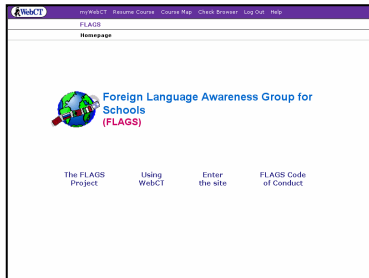 WebCT myWebCT Resume Course Course Map Check Browser Log Out Help
FLAGS
Homepage
Foreign Language Awareness Group for
Schools
(FLAGS)
The FLAGS Using Enter FLAGS Code
Project WebCT the site of Conduct